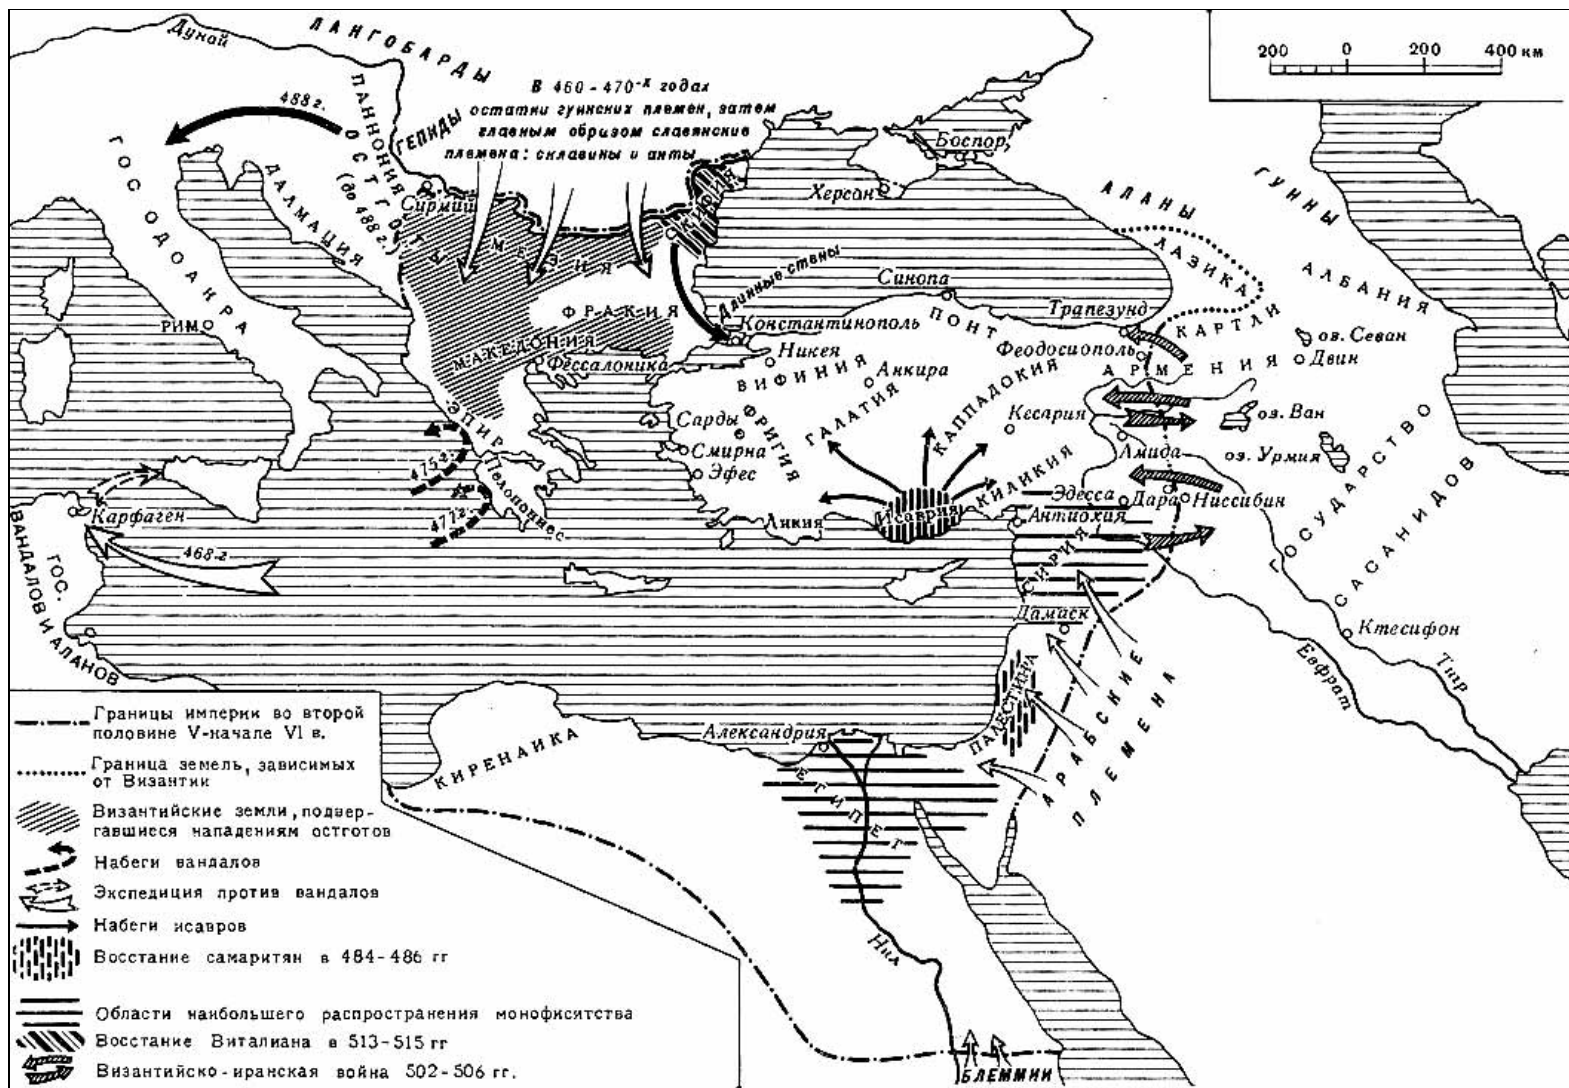 ЛАНГОБАРДЫ
Дунай
200 0 200 400 км
В 460-470-х годах
остатки гуннских племен, затем
главным образом славянские
племена: склавины и анты
488 г.
ПАННОНИЯ
ОСТГОТЫ
(до 488 г.)
ГЕПИДЫ
ГОС. ОДОАКРА
ДАЛМАЦИЯ
Сирмий
МЕЗИЯ
СКИФИЯ
Боспор
Херсон
АЛАНЫ
ГУННЫ
ЛАЗИКА
АЛБАНИЯ
Длинные стены
Синопа
ПОНТ
Трапезунд
КАРТЛИ
РИМ
ФРАКИЯ
МАКЕДОНИЯ
Константинополь
Никея
Фессалоника
ВИФИНИЯ
Анкира
Феодосиополь
АРМЕНИЯ
оз. Севан
Двин
ЭПИР
Сарды
Смирна
Эфес
ФРИГИЯ
ГАЛАТИЯ
КАППАДОКИЯ
Кесария
оз. Ван
Амида
оз. Урмия
475 г.
477 г.
Пелопоннес
Ликия
Исаврия
КИЛИКИЯ
Эдесса
Дара
Ниссибин
Антиохия
ГОСУДАРСТВО
САСАНИДОВ
Карфаген
468 г
ГОС.
ВАНДАЛОВ И АЛАНОВ
СИРИЯ
Дамаск
Ктесифон
Евфрат
Тигр
ПАЛЕСТИНА
АРАБСКИЕ
ПЛЕМЕНА
Александрия
КИРЕНАИКА
ЕГИПЕТ
Нил
БЛЕММИИ
Границы империи во второй
половине V-начале VI в.
Граница земель, зависимых
от Византии
Византийские земли, подвер-
гавшиеся нападениям остготов
Набеги вандалов
Экспедиция против вандалов
Набеги исавров
Восстание самаритян в 484-486 гг
Области наибольшего распространения монофиситства
Восстание Виталиана в 513-515 гг
Византийско-иранская война 502-506 гг.